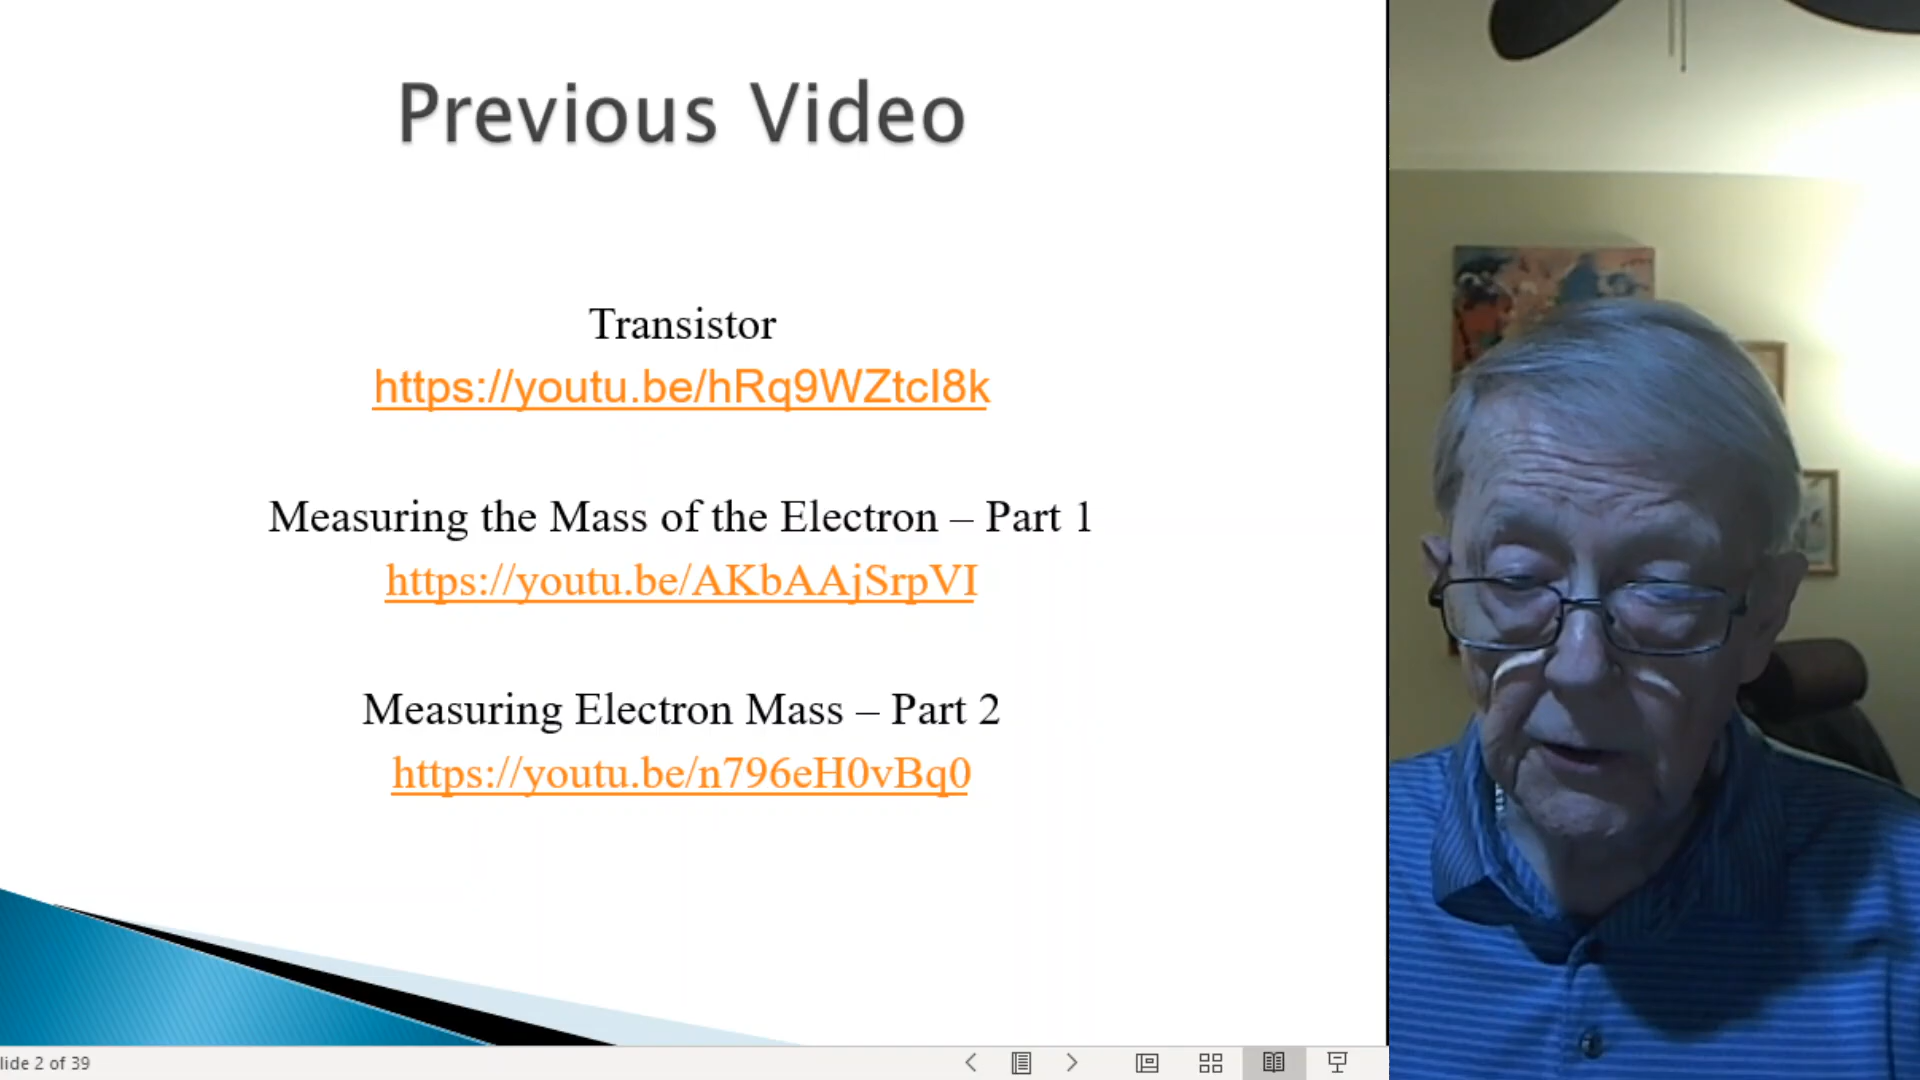 Previous Video
Transistor
https://youtu.be/hRq9WZtcI8k
Measuring the Mass of the Electron – Part 1
https://youtu.be/AKbAAjSrpVI
Measuring Electron Mass – Part 2
https://youtu.be/n796eH0vBq0
lide 2 of 39